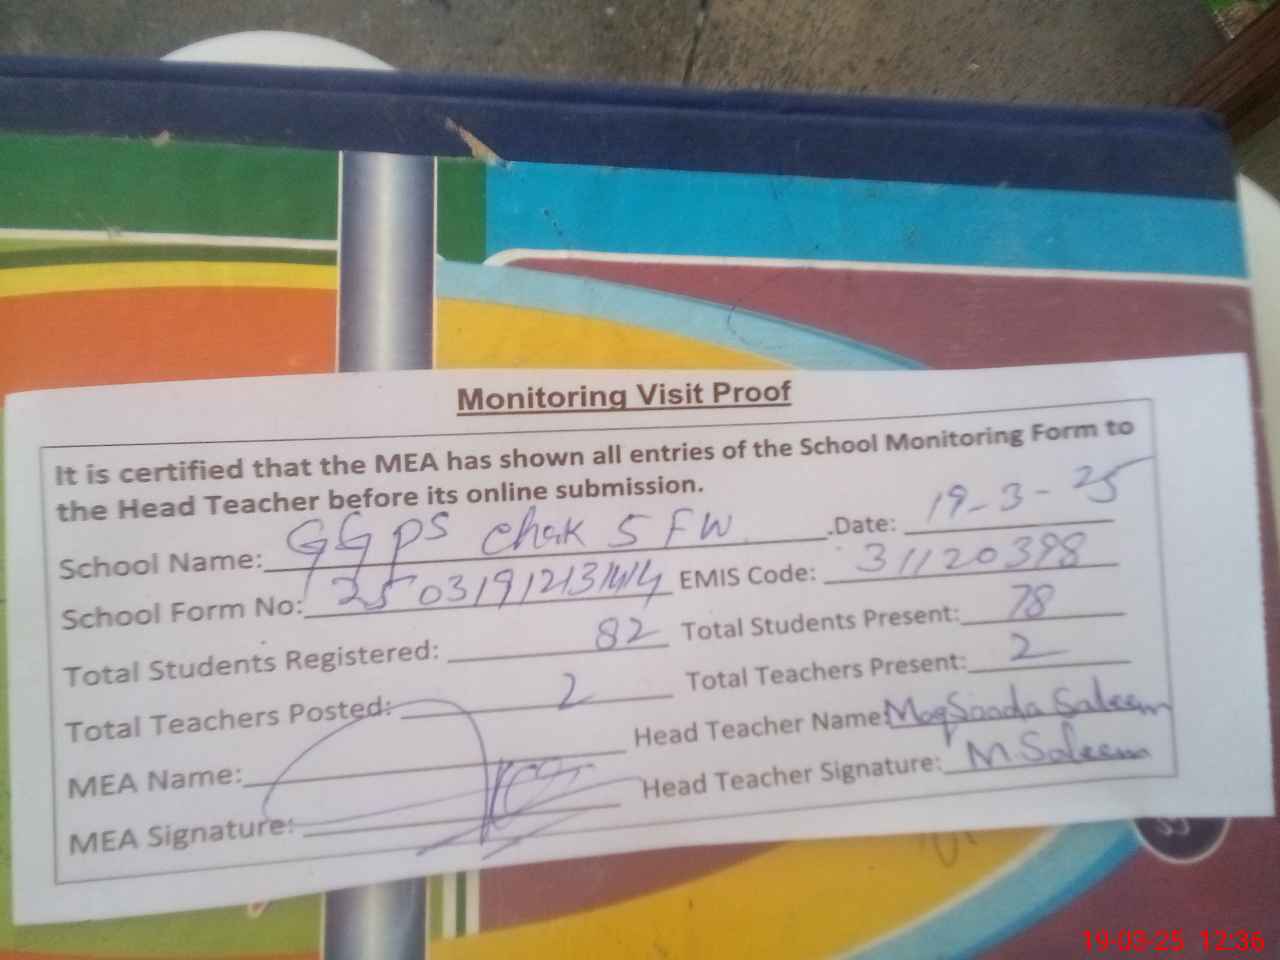 Monitoring Visit Proof
It is certified that the MEA has shown all entries of the School Monitoring Form to
the Head Teacher before its online submission.
School Name: GGPS Chak 5 FW .Date: 19-3-25
School Form No: EMIS Code: 31120398
Total Students Registered: 82 Total Students Present: 78
Total Teachers Posted: 2 Total Teachers Present: 2
MEA Name: Head Teacher Name: Saleem
MEA Signature: Head Teacher Signature: M.Saleem
19-03-25 12:36